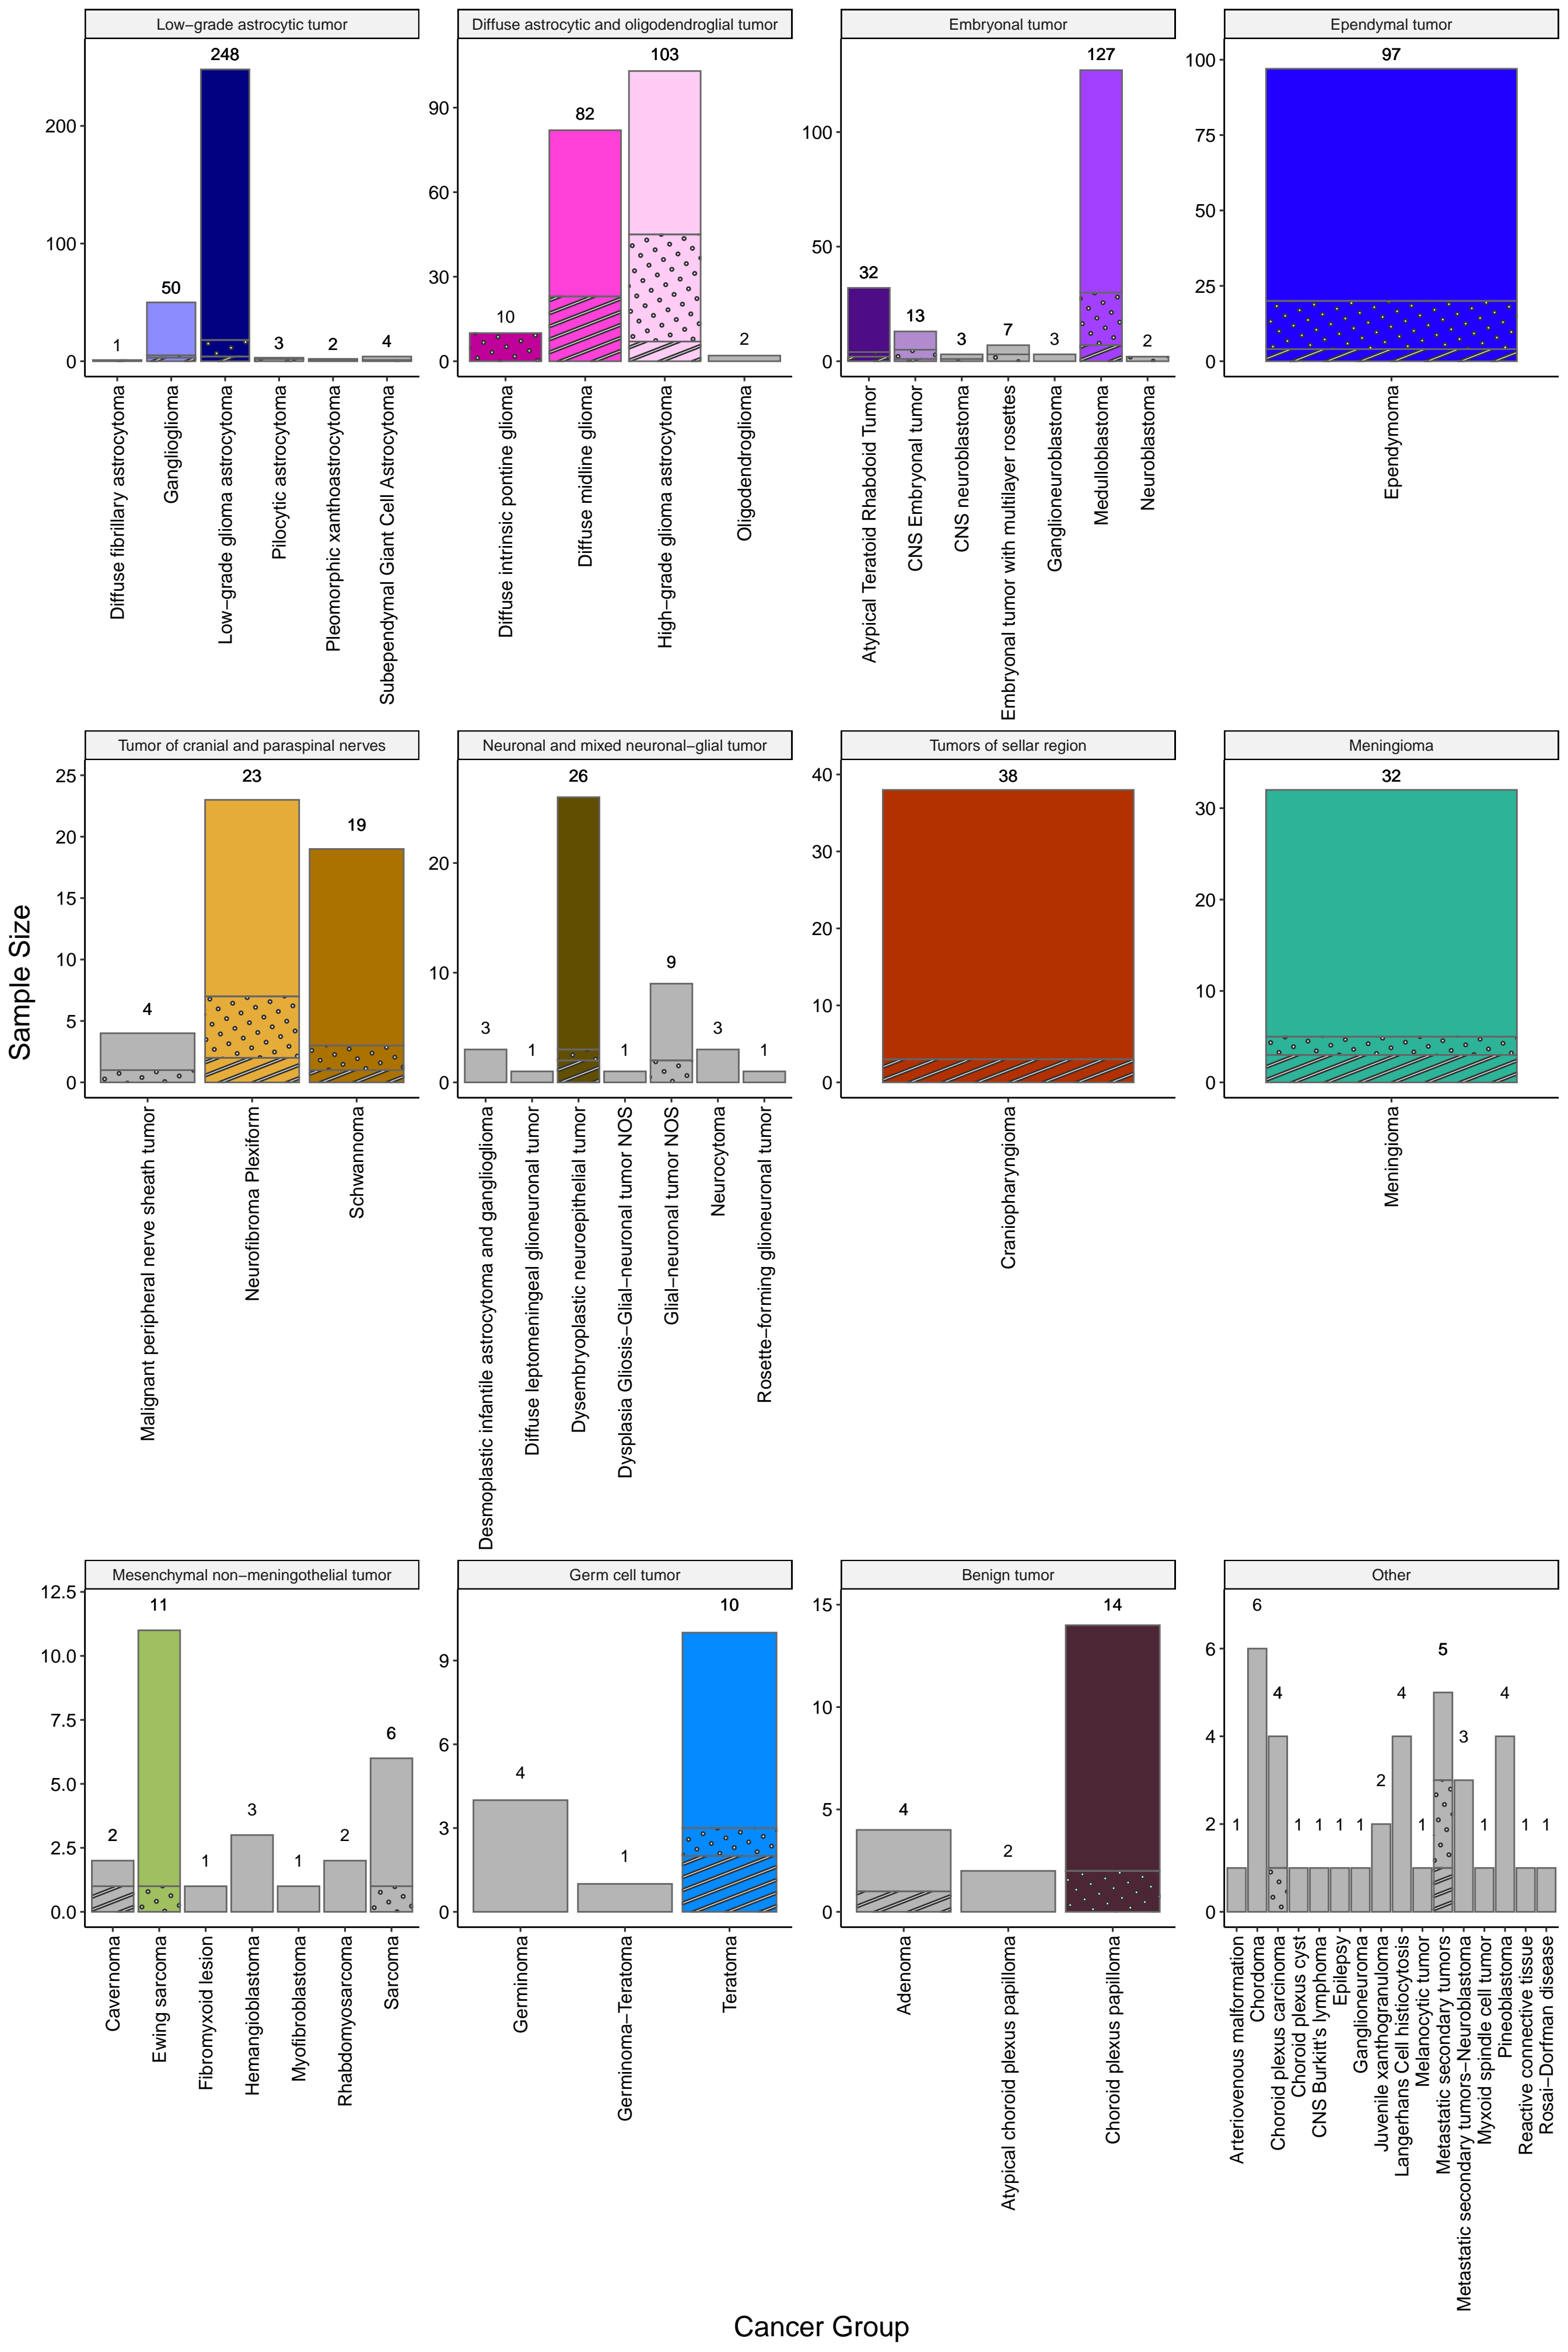 Low−grade astrocytic tumor
248
200
100
0
1
50
3
2
4
Diffuse fibrillary astrocytoma
Ganglioglioma
Low−grade glioma astrocytoma
Pilocytic astrocytoma
Pleomorphic xanthoastrocytoma
Subependymal Giant Cell Astrocytoma
Diffuse astrocytic and oligodendroglial tumor
103
90
60
30
0
10
82
2
Diffuse intrinsic pontine glioma
Diffuse midline glioma
High−grade glioma astrocytoma
Oligodendroglioma
Embryonal tumor
127
100
50
0
32
13
3
7
3
2
Atypical Teratoid Rhabdoid Tumor
CNS Embryonal tumor
CNS neuroblastoma
Embryonal tumor with multilayer rosettes
Ganglioneuroblastoma
Medulloblastoma
Neuroblastoma
Ependymal tumor
97
100
75
50
25
0
Ependymoma
Sample Size
Tumor of cranial and paraspinal nerves
25
20
15
10
5
0
4
23
19
Malignant peripheral nerve sheath tumor
Neurofibroma Plexiform
Schwannoma
Neuronal and mixed neuronal−glial tumor
26
20
10
0
3
1
1
9
3
1
Desmoplastic infantile astrocytoma and ganglioglioma
Diffuse leptomeningeal glioneuronal tumor
Dysembryoplastic neuroepithelial tumor
Dysplasia Gliosis−Glial−neuronal tumor NOS
Glial−neuronal tumor NOS
Neurocytoma
Rosette−forming glioneuronal tumor
Tumors of sellar region
38
40
30
20
10
0
Craniopharyngioma
Meningioma
32
30
20
10
0
Meningioma
Mesenchymal non−meningothelial tumor
12.5
10.0
7.5
5.0
2.5
0.0
2
11
1
3
1
2
6
Cavernoma
Ewing sarcoma
Fibromyxoid lesion
Hemangioblastoma
Myofibroblastoma
Rhabdomyosarcoma
Sarcoma
Germ cell tumor
9
6
3
0
4
1
10
Germinoma
Germinoma−Teratoma
Teratoma
Benign tumor
15
10
5
0
4
2
14
Adenoma
Atypical choroid plexus papilloma
Choroid plexus papilloma
Other
6
4
2
0
1
6
4
1
1
1
1
2
4
1
5
3
1
4
1
1
Arteriovenous malformation
Chordoma
Choroid plexus carcinoma
Choroid plexus cyst
CNS Burkitt's lymphoma
Epilepsy
Ganglioneuroma
Juvenile xanthogranuloma
Langerhans Cell histiocytosis
Melanocytic tumor
Metastatic secondary tumors
Metastatic secondary tumors−Neuroblastoma
Myxoid spindle cell tumor
Pineoblastoma
Reactive connective tissue
Rosai−Dorfman disease
Cancer Group